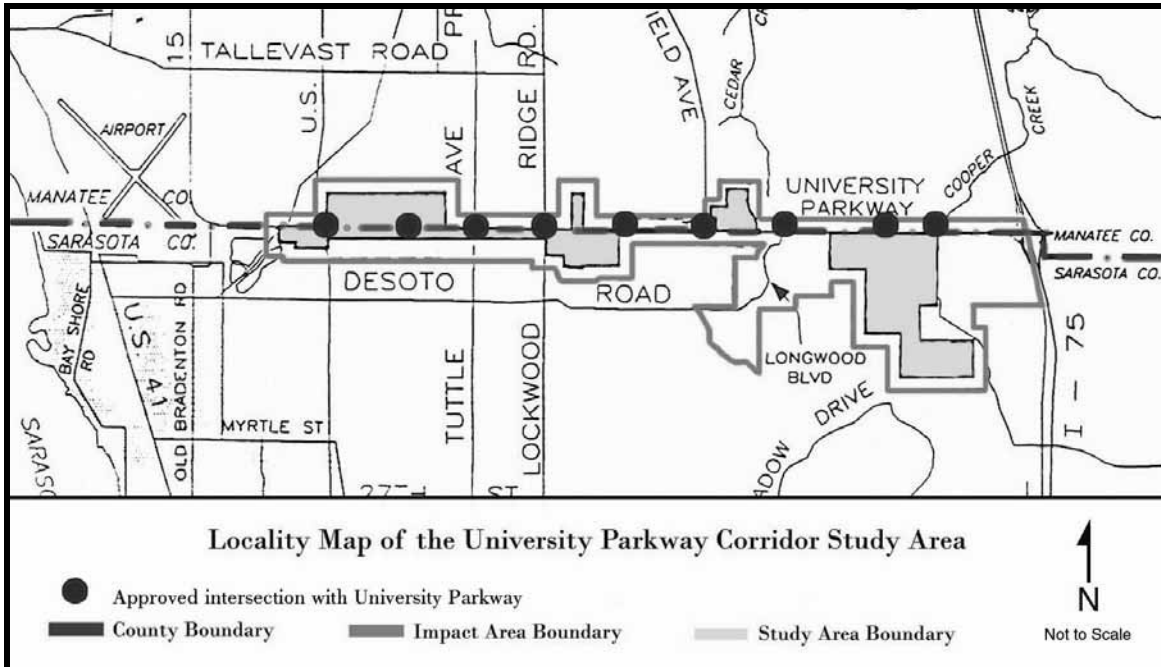 TALLEVAST ROAD
15
U.S.
AVE
RIDGE RD.
IELD AVE
CEDAR
AIRPORT
CREEK
COOPER
MANATEE CO.
UNIVERSITY
PARKWAY
SARASOTA CO.
MANATEE CO.
SARASOTA CO.
DESOTO ROAD
BAY SHORE
RD
U.S. 41
OLD BRADENTON RD
TUTTLE
LOCKWOOD
LONGWOOD
BLVD
DRIVE
ADOW
I - 75
MYRTLE ST
SARASO
ST
Locality Map of the University Parkway Corridor Study Area
Approved intersection with University Parkway
County Boundary
Impact Area Boundary
Study Area Boundary
N
Not to Scale